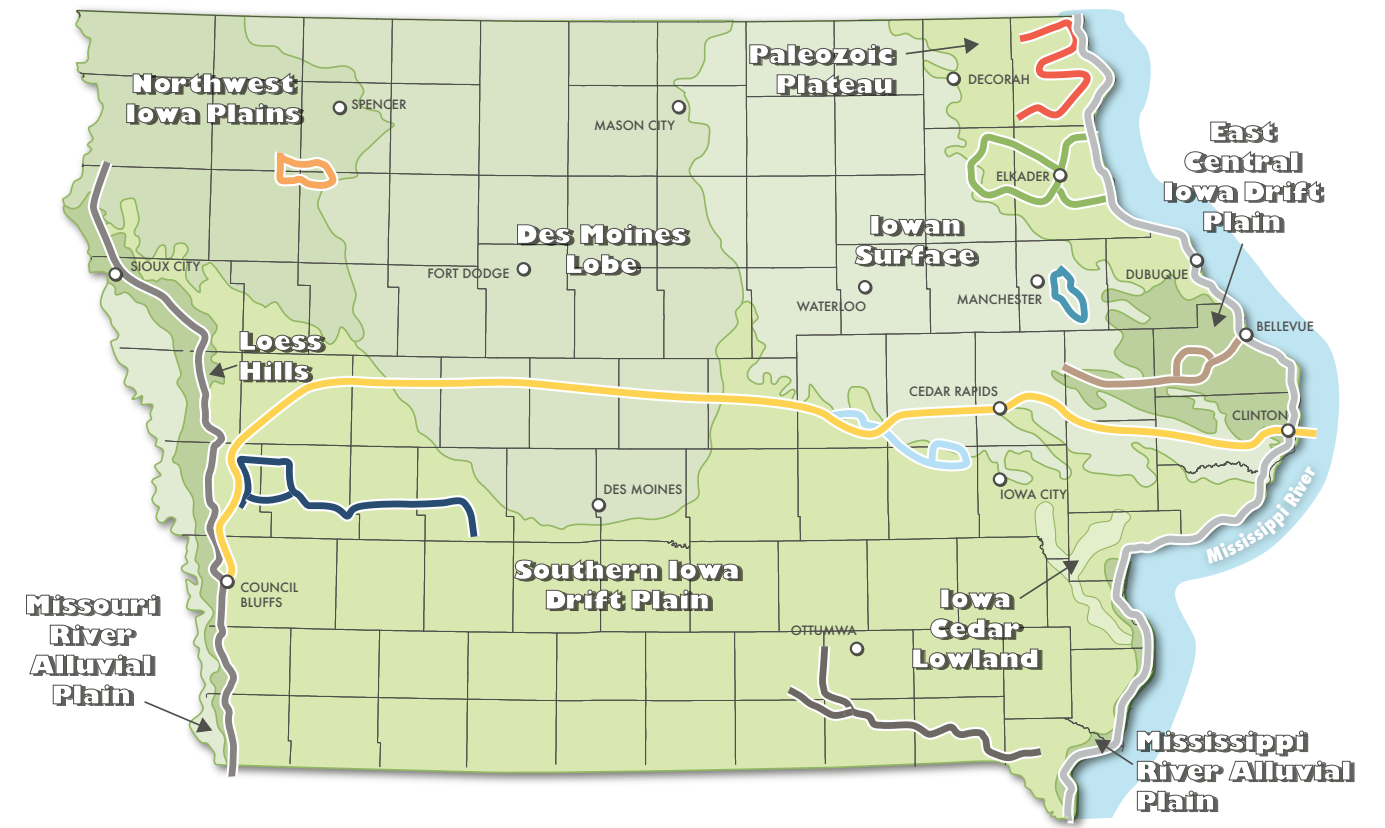 Paleozoic
Plateau
DECORAH
Northwest
Iowa Plains
SPENCER
MASON CITY
East
Central
Iowa Drift
Plain
ELKADER
Iowan
Surface
Des Moines
Lobe
SIOUX CITY
FORT DODGE
DUBUQUE
MANCHESTER
WATERLOO
BELLEVUE
Loess
Hills
CEDAR RAPIDS
CLINTON
DES MOINES
IOWA CITY
Mississippi River
Southern Iowa
Drift Plain
COUNCIL
BLUFFS
Missouri
River
Alluvial
Plain
Iowa
Cedar
Lowland
OTTUMWA
Mississippi
River Alluvial
Plain